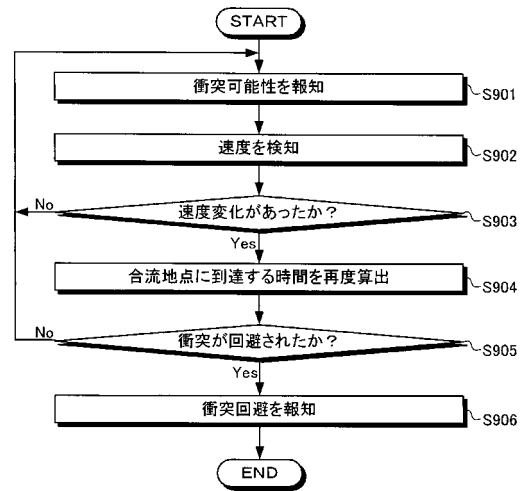 START
衝突可能性を報知
S901
速度を検知
S902
速度変化があったか？
S903
No
Yes
合流地点に到達する時間を再度算出
S904
衝突が回避されたか？
S905
No
Yes
衝突回避を報知
S906
END